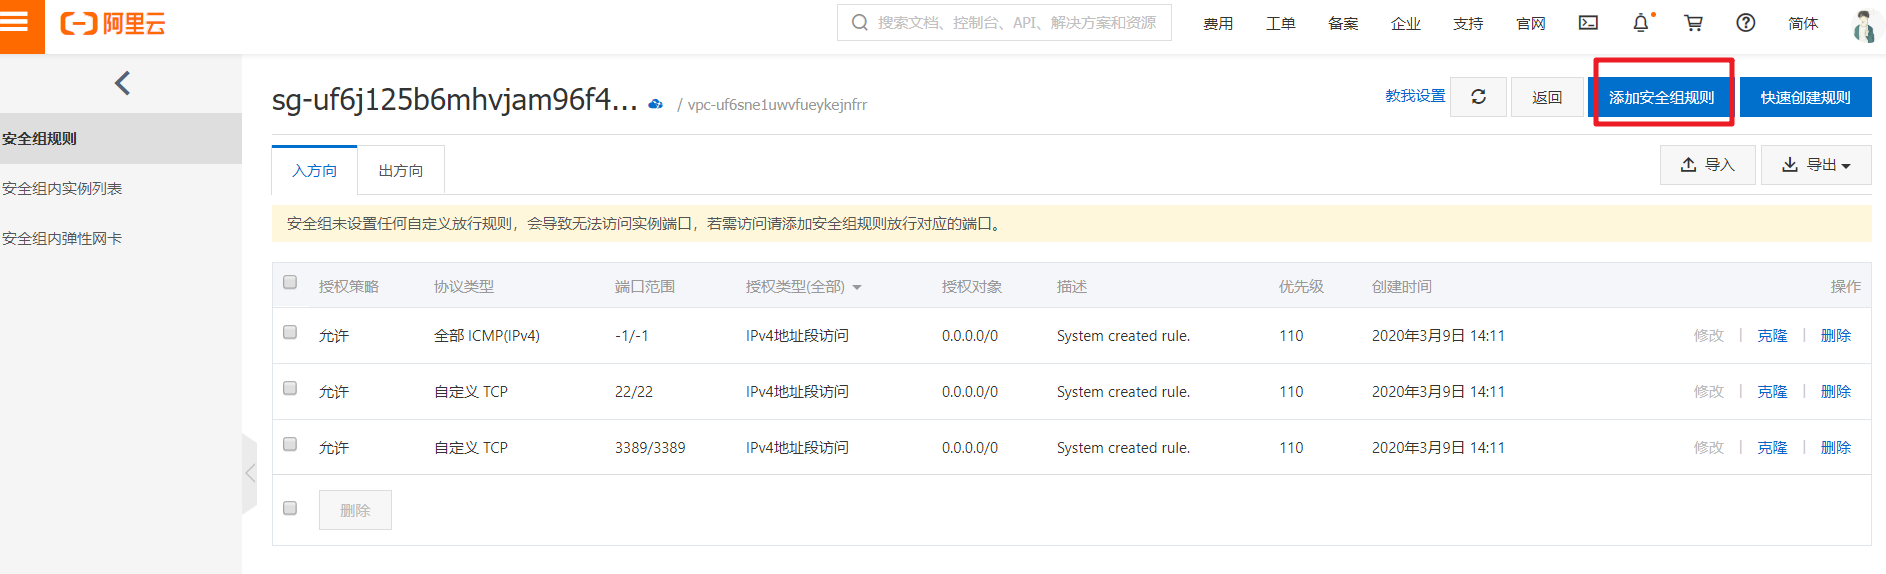 阿里云
搜索文档、控制台、API、解决方案和资源
费用 工单 备案 企业 支持 官网 简体
sg-uf6j125b6mhvjam96f4... / vpc-uf6sne1uwvfueykejnfrr
教我设置 返回 添加安全组规则 快速创建规则
安全组规则
安全组内实例列表
安全组内弹性网卡
入方向 出方向 导入 导出
安全组未设置任何自定义放行规则，会导致无法访问实例端口，若需访问请添加安全组规则放行对应的端口。
授权策略 协议类型 端口范围 授权类型(全部) 授权对象 描述 优先级 创建时间 操作
允许 全部 ICMP(IPv4) -1/-1 IPv4地址段访问 0.0.0.0/0 System created rule. 110 2020年3月9日 14:11 修改 | 克隆 | 删除
允许 自定义 TCP 22/22 IPv4地址段访问 0.0.0.0/0 System created rule. 110 2020年3月9日 14:11 修改 | 克隆 | 删除
允许 自定义 TCP 3389/3389 IPv4地址段访问 0.0.0.0/0 System created rule. 110 2020年3月9日 14:11 修改 | 克隆 | 删除
删除